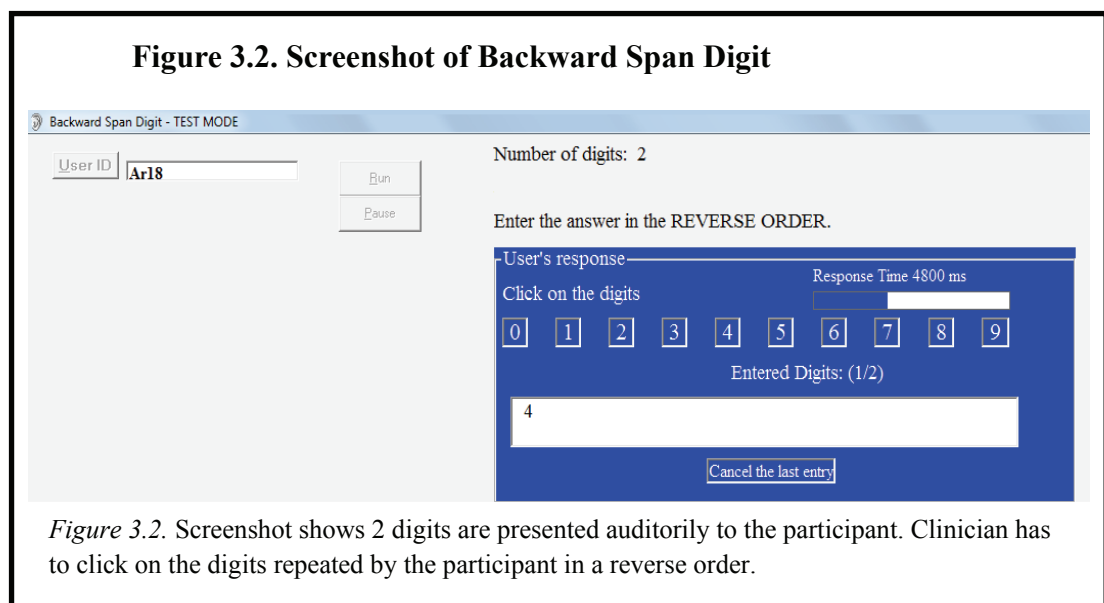 Figure 3.2. Screenshot of Backward Span Digit
Backward Span Digit - TEST MODE
User ID
Ar18
Run
Pause
Number of digits: 2
Enter the answer in the REVERSE ORDER.
User's response
Response Time 4800 ms
Click on the digits
0 1 2 3 4 5 6 7 8 9
Entered Digits: (1/2)
4
Cancel the last entry
Figure 3.2. Screenshot shows 2 digits are presented auditorily to the participant. Clinician has
to click on the digits repeated by the participant in a reverse order.